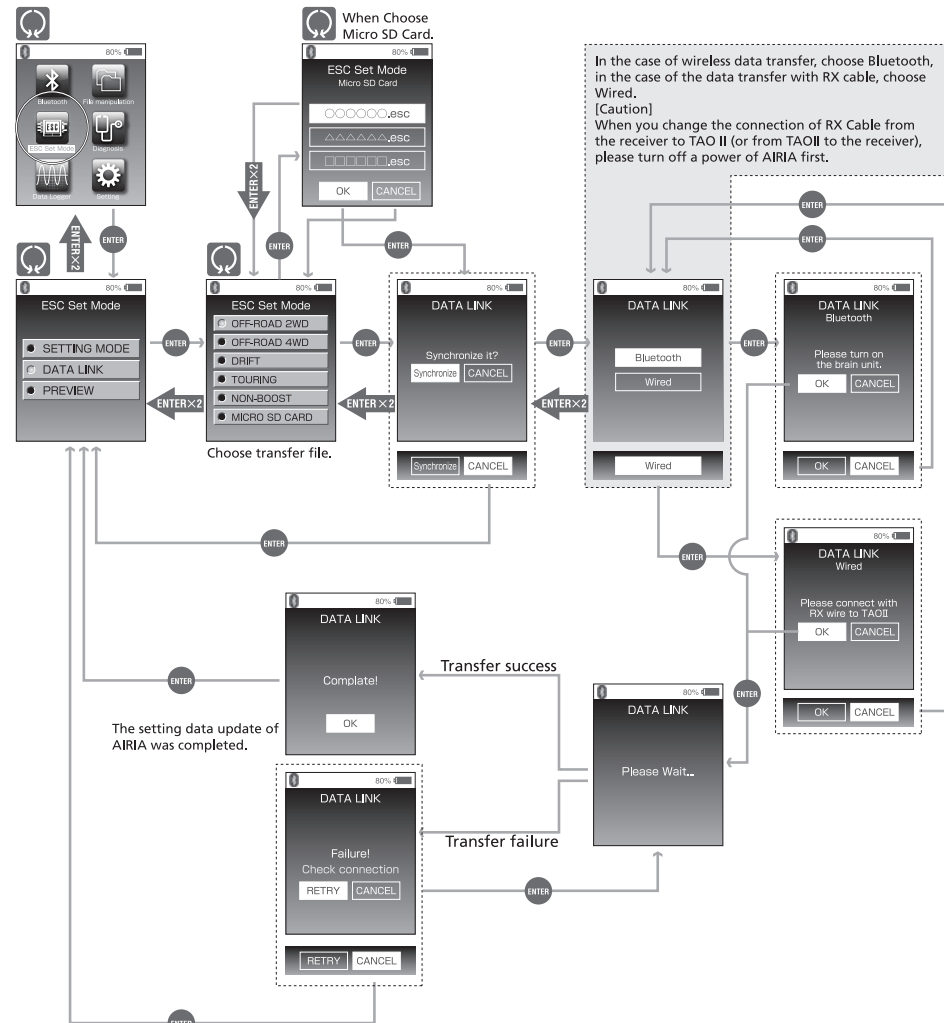 When Choose
Micro SD Card.
80%
Bluetooth
File manipulation
ESC Set Mode
Diagnosis
Data Logger
Setting
80%
ESC Set Mode
Micro SD Card
○○○○○○.esc
△△△△△△.esc
□□□□□□.esc
OK CANCEL
In the case of wireless data transfer, choose Bluetooth,
in the case of the data transfer with RX cable, choose
Wired.
[Caution]
When you change the connection of RX Cable from
the receiver to TAO II (or from TAOII to the receiver),
please turn off a power of AIRIA first.
ENTER×2
ENTER
ENTER×2
ENTER
ENTER
ENTER
ENTER
80%
ESC Set Mode
SETTING MODE
DATA LINK
PREVIEW
ENTER
ENTER×2
80%
ESC Set Mode
OFF-ROAD 2WD
OFF-ROAD 4WD
DRIFT
TOURING
NON-BOOST
MICRO SD CARD
Choose transfer file.
ENTER
ENTER×2
80%
DATA LINK
Synchronize it?
Synchronize CANCEL
Synchronize CANCEL
ENTER
ENTER×2
80%
DATA LINK
Bluetooth
Wired
Wired
ENTER
80%
DATA LINK
Bluetooth
Please turn on
the brain unit.
OK CANCEL
OK CANCEL
ENTER
ENTER
80%
DATA LINK
Wired
Please connect with
RX wire to TAOII
OK CANCEL
OK CANCEL
ENTER
80%
DATA LINK
Complate!
OK
ENTER
The setting data update of
AIRIA was completed.
Transfer success
80%
DATA LINK
Please Wait...
Transfer failure
80%
DATA LINK
Failure!
Check connection
RETRY CANCEL
RETRY CANCEL
ENTER
ENTER